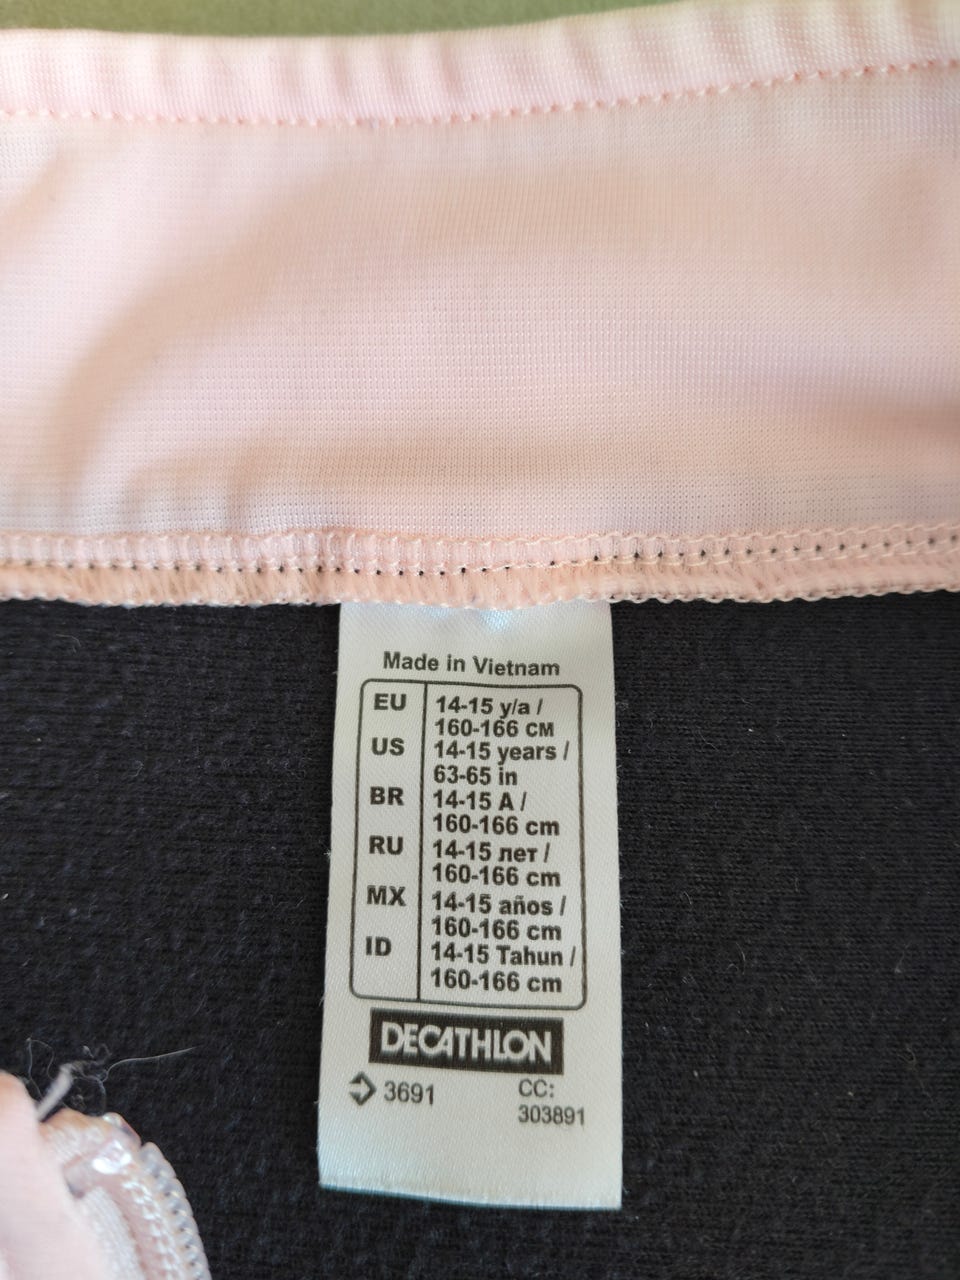 Made in Vietnam
EU 14-15 y/a /
160-166 CM
US 14-15 years /
63-65 in
BR 14-15 A /
160-166 cm
RU 14-15 лет /
160-166 cm
MX 14-15 años /
160-166 cm
ID 14-15 Tahun /
160-166 cm
DECATHLON
3691 CC:
303891